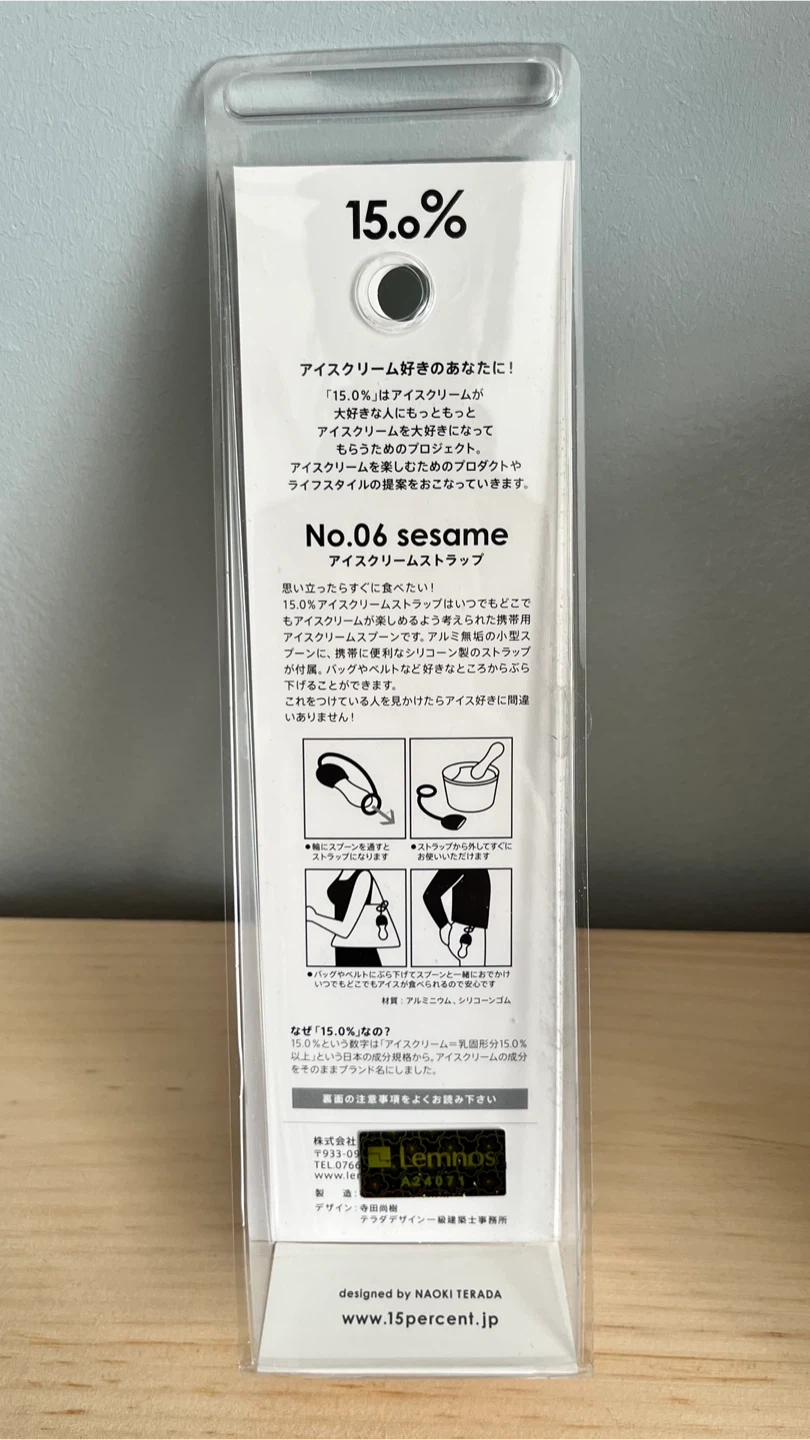 15.0%
アイスクリーム好きのあなたに！
「15.0%」はアイスクリームが
大好きな人にもっともっと
アイスクリームを大好きになって
もらうためのプロジェクト。
アイスクリームを楽しむためのプロダクトや
ライフスタイルの提案をおこなっていきます。
No.06 sesame
アイスクリームストラップ
思い立ったらすぐに食べたい！
15.0%アイスクリームストラップはいつでもどこで
もアイスクリームが楽しめるよう考えられた携帯用
アイスクリームスプーンです。アルミ無垢の小型ス
プーンに、携帯に便利なシリコーン製のストラップ
が付属。バッグやベルトなど好きなところからぶら
下げることができます。
これをつけている人を見かけたらアイス好きに間違
いありません！
●輪にスプーンを通すと
ストラップになります
●ストラップから外してすぐに
お使いいただけます
●バッグやベルトにぶら下げてスプーンと一緒におでかけ
いつでもどこでもアイスが食べられるので安心です
材質：アルミニウム、シリコーンゴム
なぜ「15.0%」なの？
15.0%という数字は「アイスクリーム＝乳固形分15.0%
以上」という日本の成分規格から。アイスクリームの成分
をそのままブランド名にしました。
裏面の注意事項をよくお読み下さい
株式会社
〒933-09
TEL.0766
www.le
Lemnos
A24071
製　造：
デザイン：寺田尚樹
テラダデザイン一級建築士事務所
designed by NAOKI TERADA
www.15percent.jp